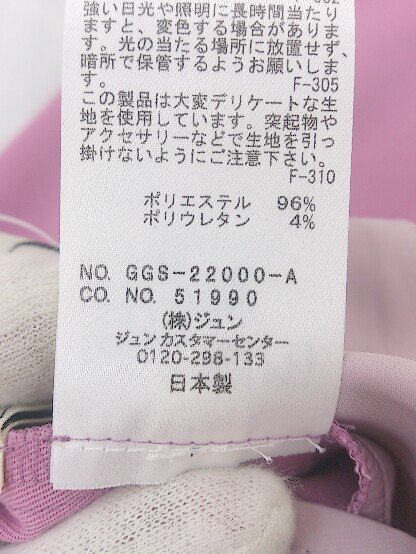 強い日光や照明に長時間当たり
ますと、変色する場合がありま
す。光の当たる場所に放置せず、
暗所で保管するようお願いしま
す。 F-305
この製品は大変デリケートな生
地を使用しています。突起物や
アクセサリーなどで生地を引っ
掛けないようにご注意下さい。
F-310
ポリエステル 96%
ポリウレタン 4%
NO. GGS-22000-A
CO. NO. 51990
(株)ジュン
ジュン カスタマーセンター
0120-298-133
日本製